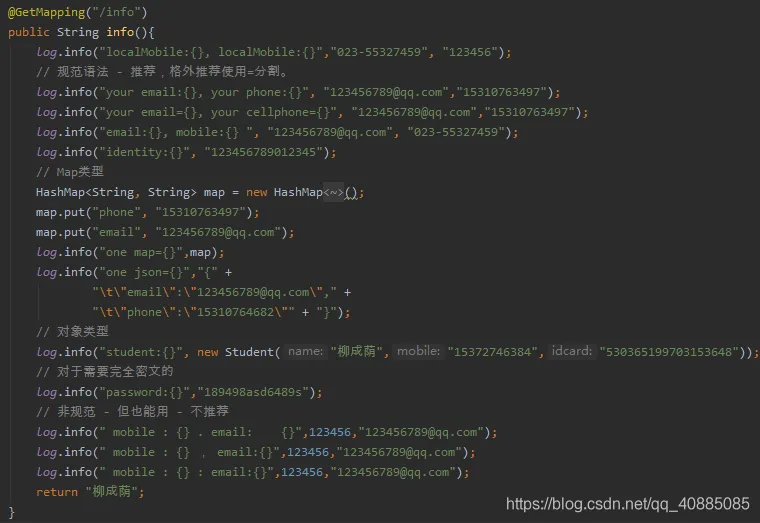 @GetMapping("/info")
public String info(){
log.info("localMobile:{}, localMobile:{}","023-55327459", "123456");
// 规范语法 - 推荐，格外推荐使用=分割。
log.info("your email:{}, your phone:{}", "123456789@qq.com","15310763497");
log.info("your email={}, your cellphone={}", "123456789@qq.com","15310763497");
log.info("email:{}, mobile:{} ", "123456789@qq.com", "023-55327459");
log.info("identity:{}", "123456789012345");
// Map类型
HashMap<String, String> map = new HashMap<~>();
map.put("phone", "15310763497");
map.put("email", "123456789@qq.com");
log.info("one map={}",map);
log.info("one json={}","{" +
"\t\"email\":\"123456789@qq.com\"," +
"\t\"phone\":\"15310764682\"" + "}");
// 对象类型
log.info("student:{}", new Student( name: "柳成荫", mobile: "15372746384", idcard: "530365199703153648"));
// 对于需要完全密文的
log.info("password:{}","189498asd6489s");
// 非规范 - 但也能用 - 不推荐
log.info(" mobile : {} . email:    {}",123456,"123456789@qq.com");
log.info(" mobile : {} ， email:{}",123456,"123456789@qq.com");
log.info(" mobile : {} : email:{}",123456,"123456789@qq.com");
return "柳成荫";
}
https://blog.csdn.net/qq_40885085